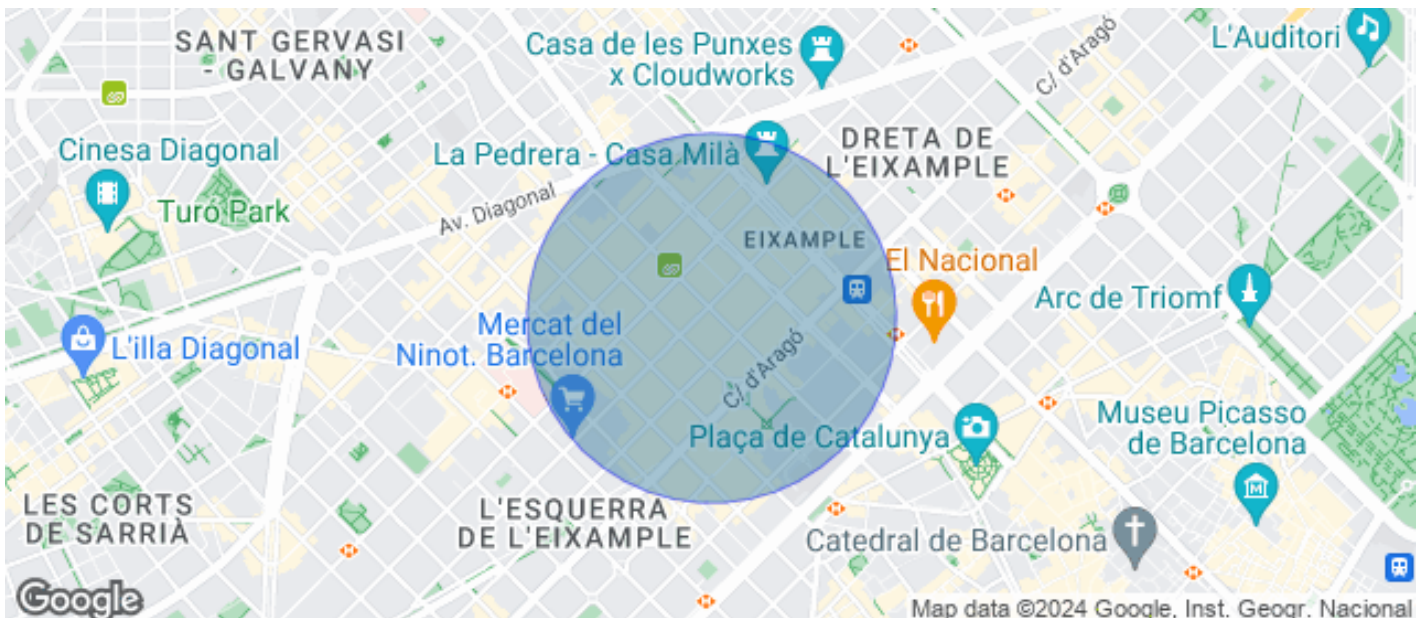 SANT GERVASI
- GALVANY
Casa de les Punxes
x Cloudworks
L'Auditori
C/ d'Aragó
Cinesa Diagonal
La Pedrera - Casa Milà
DRETA DE
L'EIXAMPLE
Turó Park
Av. Diagonal
EIXAMPLE
El Nacional
Arc de Triomf
L'illa Diagonal
Mercat del
Ninot. Barcelona
C/ d'Aragó
Plaça de Catalunya
Museu Picasso
de Barcelona
LES CORTS
DE SARRIÀ
L'ESQUERRA
DE L'EIXAMPLE
Catedral de Barcelona
Google
Map data ©2024 Google, Inst. Geogr. Nacional